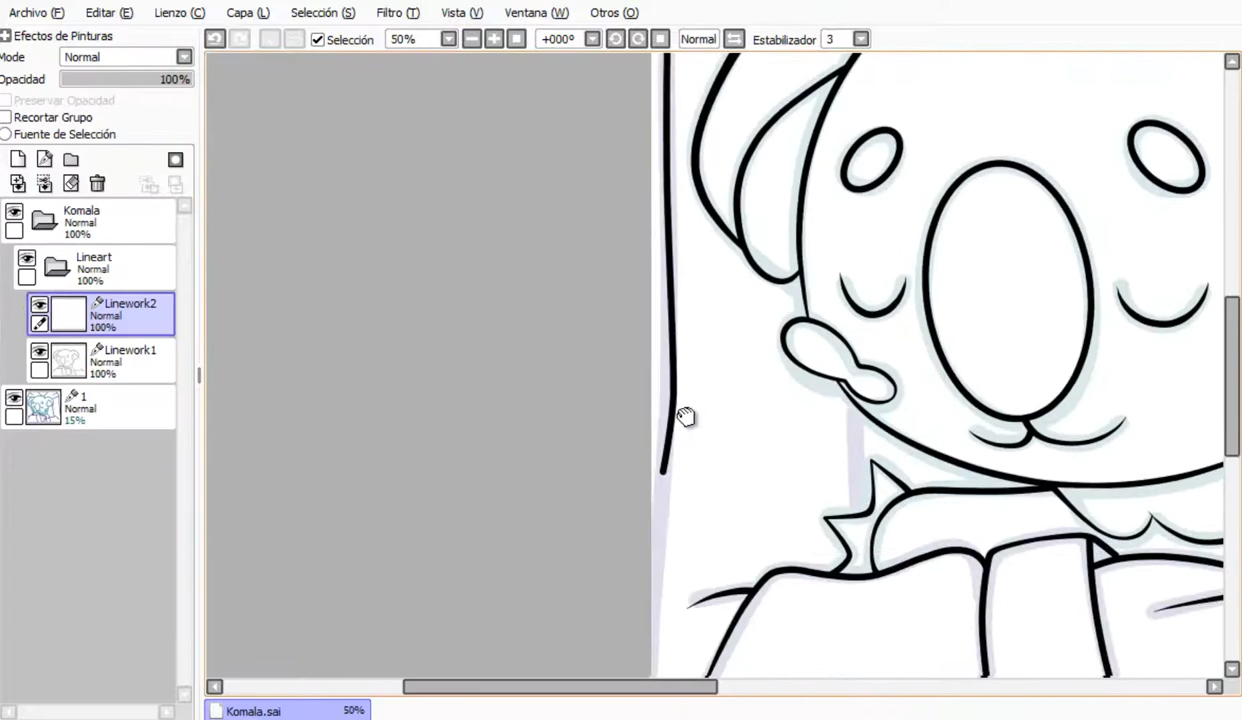 Archivo (F) Editar (E) Lienzo (C) Capa (L) Selección (S) Filtro (T) Vista (V) Ventana (W) Otros (O)
Efectos de Pinturas
Selección 50% +000º Normal Estabilizador 3
Mode Normal
Opacidad 100%
Preservar Opacidad
Recortar Grupo
Fuente de Selección
Komala
Normal
100%
Lineart
Normal
100%
Linework2
Normal
100%
Linework1
Normal
100%
1
Normal
15%
Komala.sai 50%